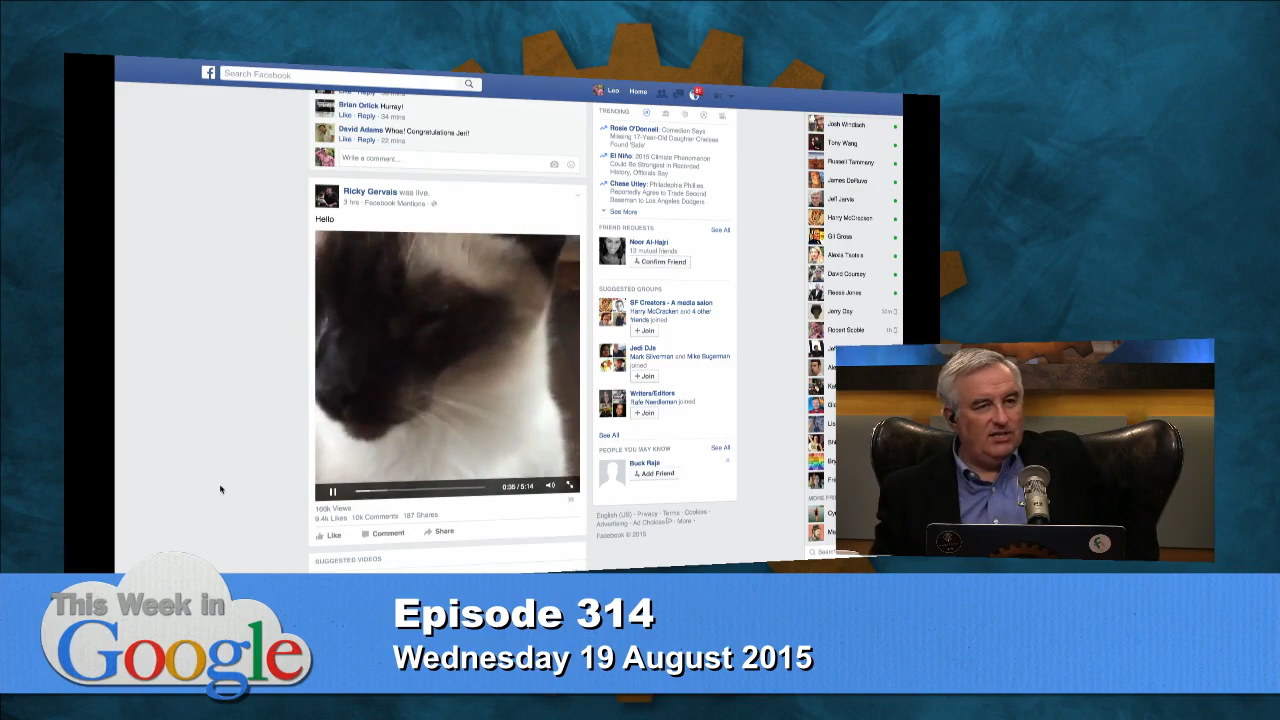 Search Facebook
Leo Home
51
Brian Orlick Hurray!
Like · Reply · 34 mins
David Adams Whoa! Congratulations Jeri!
Like · Reply · 22 mins
Write a comment...
Ricky Gervais was live.
3 hrs · Facebook Mentions ·
Hello
0:36 / 5:14
166k Views
9.4k Likes 10k Comments 187 Shares
Like Comment Share
SUGGESTED VIDEOS
TRENDING
Rosie O'Donnell: Comedian Says
Missing 17-Year-Old Daughter Chelsea
Found 'Safe'
El Niño: 2015 Climate Phenomenon
Could Be Strongest in Recorded
History, Officials Say
Chase Utley: Philadelphia Phillies
Reportedly Agree to Trade Second
Baseman to Los Angeles Dodgers
See More
FRIEND REQUESTS See All
Noor Al-Hajri
13 mutual friends
Confirm Friend
SUGGESTED GROUPS
SF Creators - A media salon
Harry McCracken and 4 other
friends joined
+ Join
Jedi DJs
Mark Silverman and Mike Sugerman
joined
+ Join
Writers/Editors
Rafe Needleman joined
+ Join
See All
PEOPLE YOU MAY KNOW See All
Buck Raja
Add Friend
English (US) · Privacy · Terms · Cookies ·
Advertising · Ad Choices · More ·
Facebook © 2015
Josh Windisch
Tony Wang
Russell Tammany
James DeRuvo
Jeff Jarvis
Harry McCracken
Gil Gross
Alexis Tsotsis
David Coursey
Reese Jones
Jerry Day 30m
Robert Scoble 1h
This Week in
Google
Episode 314
Wednesday 19 August 2015